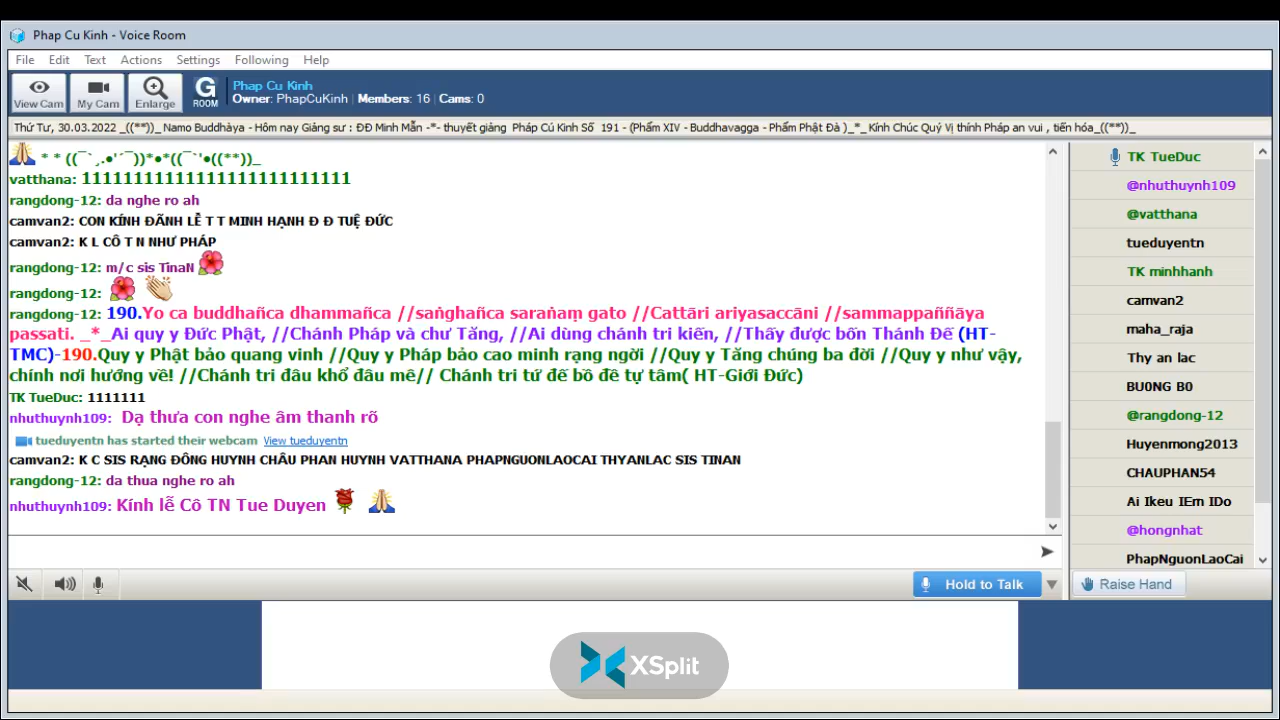 Phap Cu Kinh - Voice Room
File Edit Text Actions Settings Following Help
View Cam
My Cam
Enlarge
G ROOM
Phap Cu Kinh
Owner: PhapCuKinh | Members: 16 | Cams: 0
Thứ Tư, 30.03.2022 _((**))_ Namo Buddhàya - Hôm nay Giảng sư : ĐĐ Minh Mẫn -*- thuyết giảng Pháp Cú Kinh Số 191 - (Phẩm XIV - Buddhavagga - Phẩm Phật Đà )_*_ Kính Chúc Quý Vị thính Pháp an vui , tiến hóa_((**))_
* * ((¯`¸.•'´¯))*•*((¯`'•((**))_
vatthana: 1111111111111111111111111111
rangdong-12: da nghe ro ah
camvan2: CON KÍNH ĐÃNH LỄ T T MINH HẠNH Đ Đ TUỆ ĐỨC
camvan2: K L CÔ T N NHƯ PHÁP
rangdong-12: m/c sis TinaN
rangdong-12:
rangdong-12: 190.Yo ca buddhañca dhammañca //saṅghañca saraṇaṃ gato //Cattāri ariyasaccāni //sammappaññāya
passati. _*_Ai quy y Đức Phật, //Chánh Pháp và chư Tăng, //Ai dùng chánh tri kiến, //Thấy được bốn Thánh Đế (HT-
TMC)-190.Quy y Phật bảo quang vinh //Quy y Pháp bảo cao minh rạng ngời //Quy y Tăng chúng ba đời //Quy y như vậy,
chính nơi hướng về! //Chánh tri đâu khổ đâu mê// Chánh tri tứ đế bồ đề tự tâm( HT-Giới Đức)
TK TueDuc: 1111111
nhuthuynh109: Dạ thưa con nghe âm thanh rõ
tueduyentn has started their webcam View tueduyentn
camvan2: K C SIS RẠNG ĐÔNG HUYNH CHÂU PHAN HUYNH VATTHANA PHAPNGUONLAOCAI THYANLAC SIS TINAN
rangdong-12: da thua nghe ro ah
nhuthuynh109: Kính lễ Cô TN Tue Duyen
TK TueDuc
@nhuthuynh109
@vatthana
tueduyentn
TK minhhanh
camvan2
maha_raja
Thy an lac
BU0NG B0
@rangdong-12
Huyenmong2013
CHAUPHAN54
Ai Ikeu IEm IDo
@hongnhat
PhapNguonLaoCai
Hold to Talk
Raise Hand
XSplit